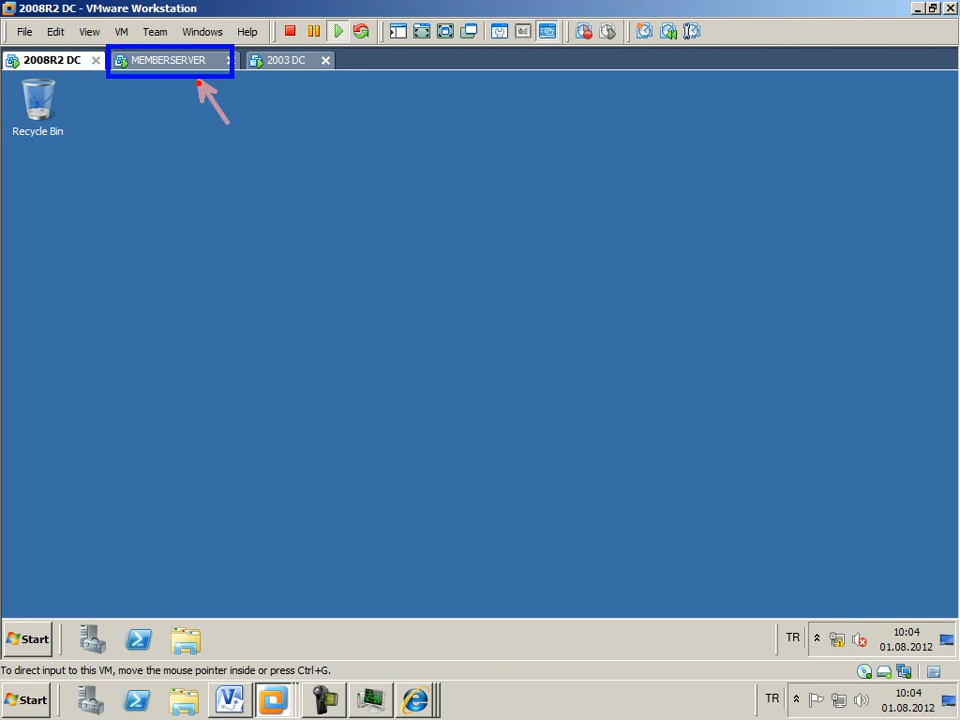 2008R2 DC - VMware Workstation
File Edit View VM Team Windows Help
2008R2 DC MEMBERSERVER 2003 DC
Recycle Bin
Start TR 10:04
01.08.2012
To direct input to this VM, move the mouse pointer inside or press Ctrl+G.
Start TR 10:04
01.08.2012